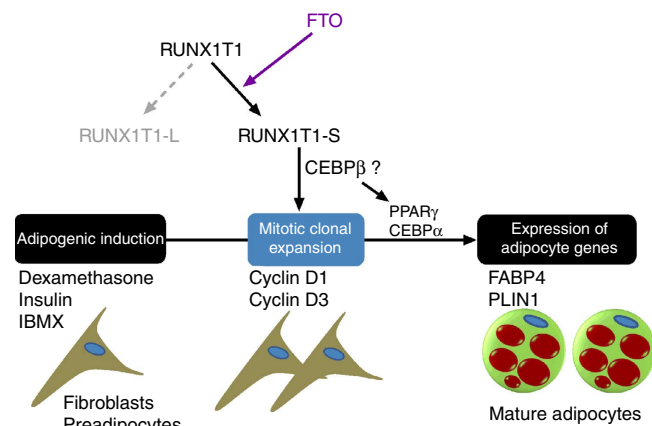 FTO
RUNX1T1
RUNX1T1-L
RUNX1T1-S
CEBPβ ?
PPARγ
CEBPα
Adipogenic induction
Mitotic clonal
expansion
Expression of
adipocyte genes
Dexamethasone
Insulin
IBMX
Cyclin D1
Cyclin D3
FABP4
PLIN1
Fibroblasts
Preadipocytes
Mature adipocytes